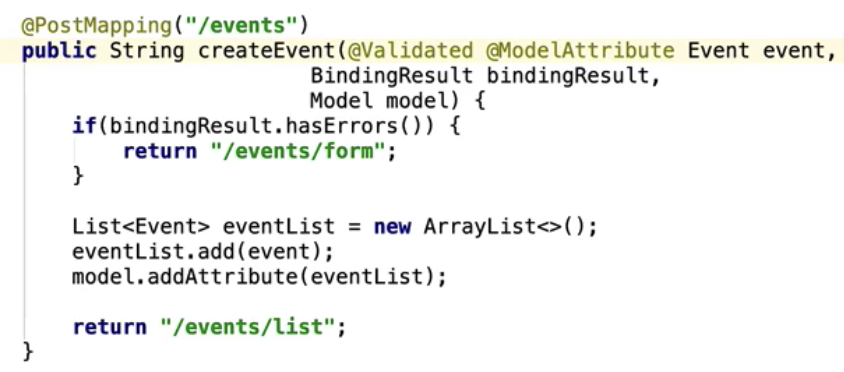 @PostMapping("/events")
public String createEvent(@Validated @ModelAttribute Event event,
                          BindingResult bindingResult,
                          Model model) {
    if(bindingResult.hasErrors()) {
        return "/events/form";
    }

    List<Event> eventList = new ArrayList<>();
    eventList.add(event);
    model.addAttribute(eventList);

    return "/events/list";
}